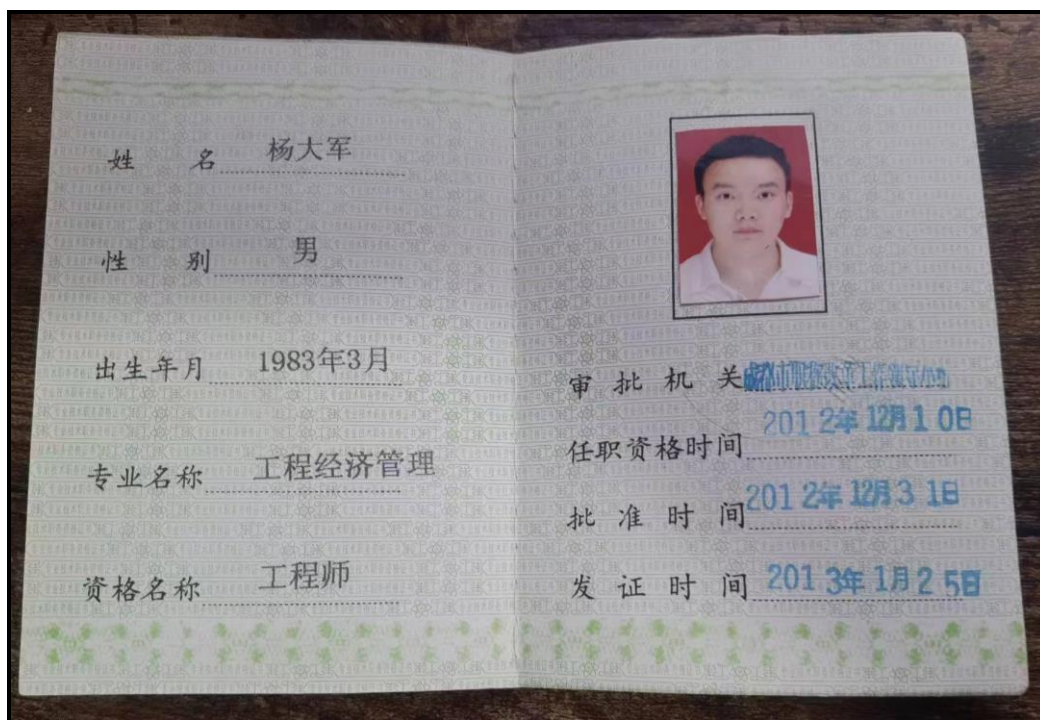 姓 名 杨大军
性 别 男
出生年月 1983年3月
专业名称 工程经济管理
资格名称 工程师
审 批 机 关
任职资格时间 2012年12月10日
批 准 时 间 2012年12月31日
发 证 时 间 2013年1月25日